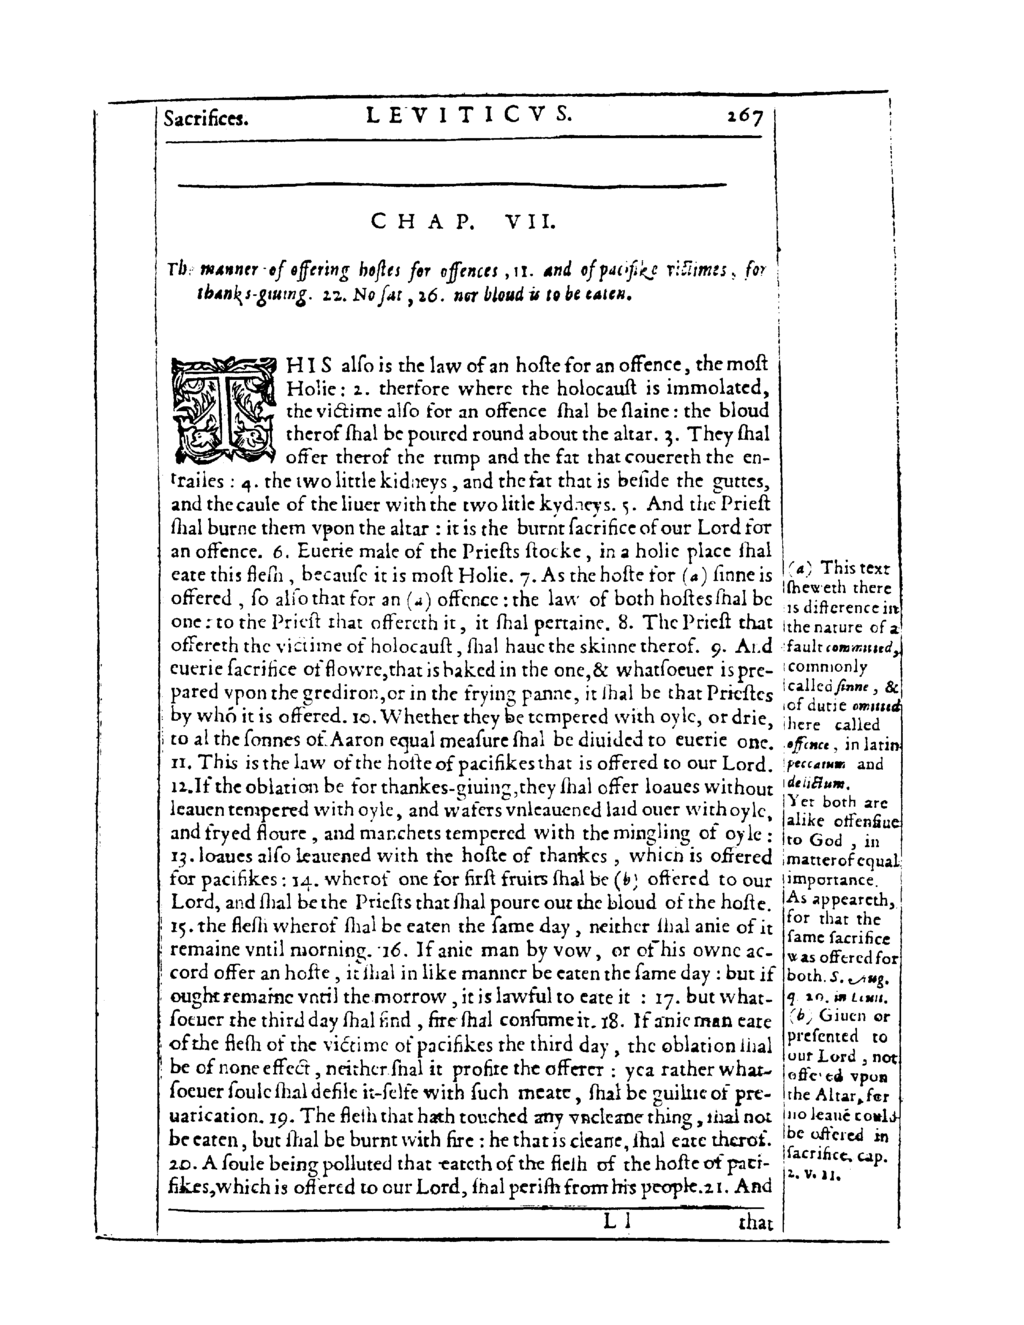 Sacrifices. LEVITICVS. 267
CHAP. VII.
The manner of offering hostes for offences, 11. and of pacifike victimes, for
thanks-giuing. 22. No fat, 26. nor bloud is to be eaten.
THIS alſo is the law of an hoſte for an offence, the moſt
Holie: 2. therfore where the holocauſt is immolated,
the victime alſo for an offence ſhal be ſlaine: the bloud
therof ſhal be poured round about the altar. 3. They ſhal
offer therof the rump and the fat that couereth the en-
trailes: 4. the two little kidneys, and the fat that is beſide the guttes,
and the caule of the liuer with the two litle kydneys. 5. And the Prieſt
ſhal burne them vpon the altar: it is the burnt ſacrifice of our Lord for
an offence. 6. Euerie male of the Prieſts ſtocke, in a holie place ſhal
eate this fleſh, becauſe it is moſt Holie. 7. As the hoſte for (a) ſinne is
offered, ſo alſo that for an (a) offence: the law of both hoſtes ſhal be
one: to the Prieſt that offereth it, it ſhal pertaine. 8. The Prieſt that
offereth the victime of holocauſt, ſhal haue the skinne therof. 9. And
euerie ſacrifice of flowre, that is baked in the one, & whatſoeuer is pre-
pared vpon the grediron, or in the frying panne, it ſhal be that Prieſtes
by whō it is offered. 10. Whether they be tempered with oyle, or drie,
to al the ſonnes of Aaron equal meaſure ſhal be diuided to euerie one.
11. This is the law of the hoſte of pacifikes that is offered to our Lord.
12. If the oblation be for thankes-giuing, they ſhal offer loaues without
leauen tempered with oyle, and wafers vnleauened laid ouer with oyle,
and fryed floure, and manchets tempered with the mingling of oyle:
13. loaues alſo leauened with the hoſte of thankes, which is offered
for pacifikes: 14. wherof one for firſt fruits ſhal be (b) offered to our
Lord, and ſhal be the Prieſts that ſhal poure out the bloud of the hoſte.
15. the fleſh wherof ſhal be eaten the ſame day, neither ſhal anie of it
remaine vntil morning. 16. If anie man by vow, or of his owne ac-
cord offer an hoſte, it ſhal in like manner be eaten the ſame day: but if
ought remaine vntil the morrow, it is lawful to eate it: 17. but what-
ſoeuer the third day ſhal find, fire ſhal conſume it. 18. If anie man eate
of the fleſh of the victime of pacifikes the third day, the oblation ſhal
be of none effect, neither ſhal it profite the offerer: yea rather what-
ſoeuer ſoule ſhal defile it-ſelfe with ſuch meate, ſhal be guiltie of pre-
uarication. 19. The fleſh that hath touched any vncleane thing, ſhal not
be eaten, but ſhal be burnt with fire: he that is cleane, ſhal eate therof.
20. A ſoule being polluted that eateth of the fleſh of the hoſte of paci-
fikes, which is offered to our Lord, ſhal periſh from his people. 21. And
Ll that
(a) This text
ſheweth there
is difference in
the nature of a
fault committed,
commonly
called ſinne, &
of dutie omitted
here called
offence, in latin
peccatum and
delictum.
Yet both are
alike offenſiue
to God, in
matter of equal
importance.
As appeareth,
for that the
ſame ſacrifice
was offered for
both. S. Aug.
q. 20. in Leuit.
(b) Giuen or
preſented to
our Lord, not
offered vpon
the Altar, for
no leauē could
be offered in
ſacrifice, cap.
2. v. 11.